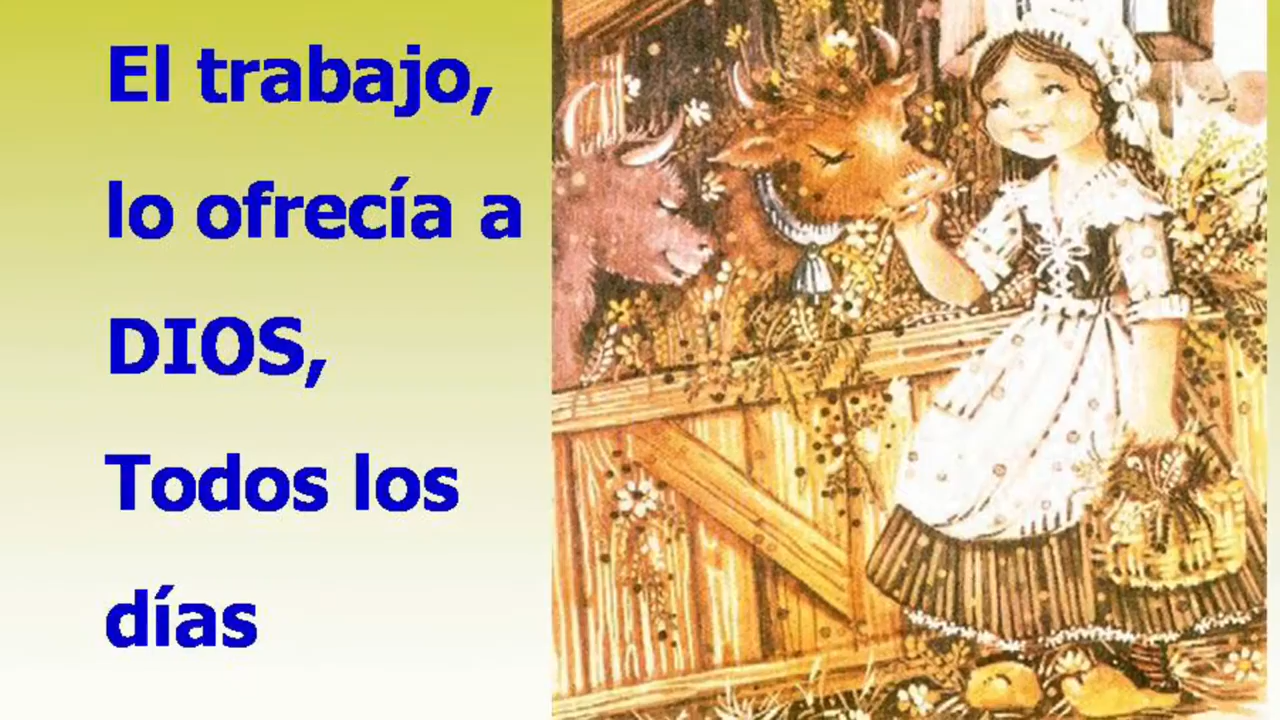 El trabajo,
lo ofrecía a
DIOS,
Todos los
días